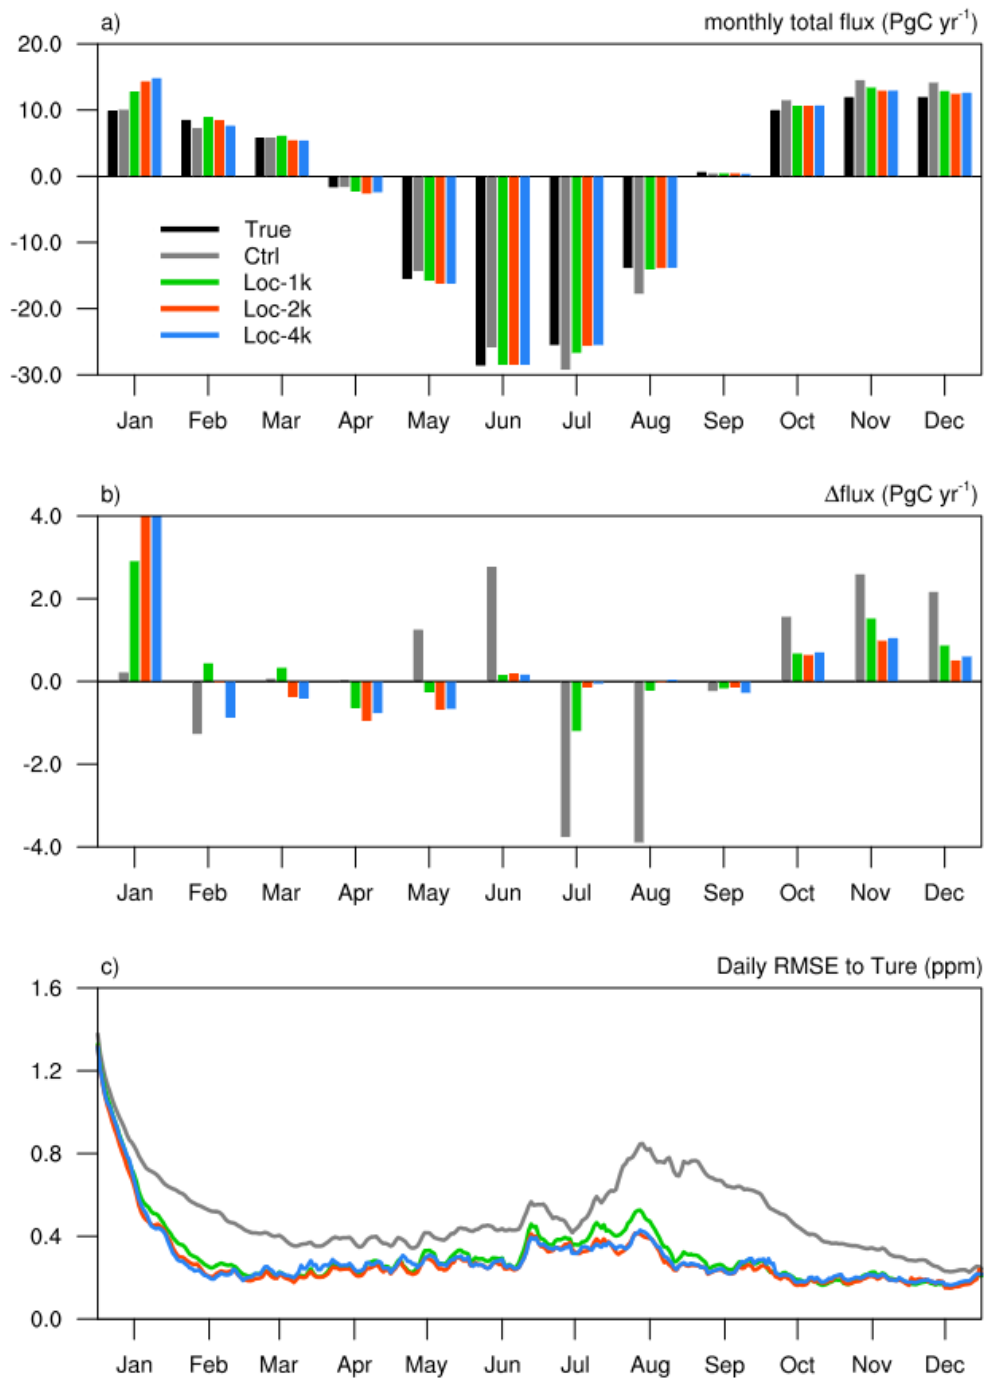 a) monthly total flux (PgC yr-1)
20.0
10.0
0.0
-10.0
-20.0
-30.0
True
Ctrl
Loc-1k
Loc-2k
Loc-4k
Jan Feb Mar Apr May Jun Jul Aug Sep Oct Nov Dec
b) Δflux (PgC yr-1)
4.0
2.0
0.0
-2.0
-4.0
Jan Feb Mar Apr May Jun Jul Aug Sep Oct Nov Dec
c) Daily RMSE to Ture (ppm)
1.6
1.2
0.8
0.4
0.0
Jan Feb Mar Apr May Jun Jul Aug Sep Oct Nov Dec